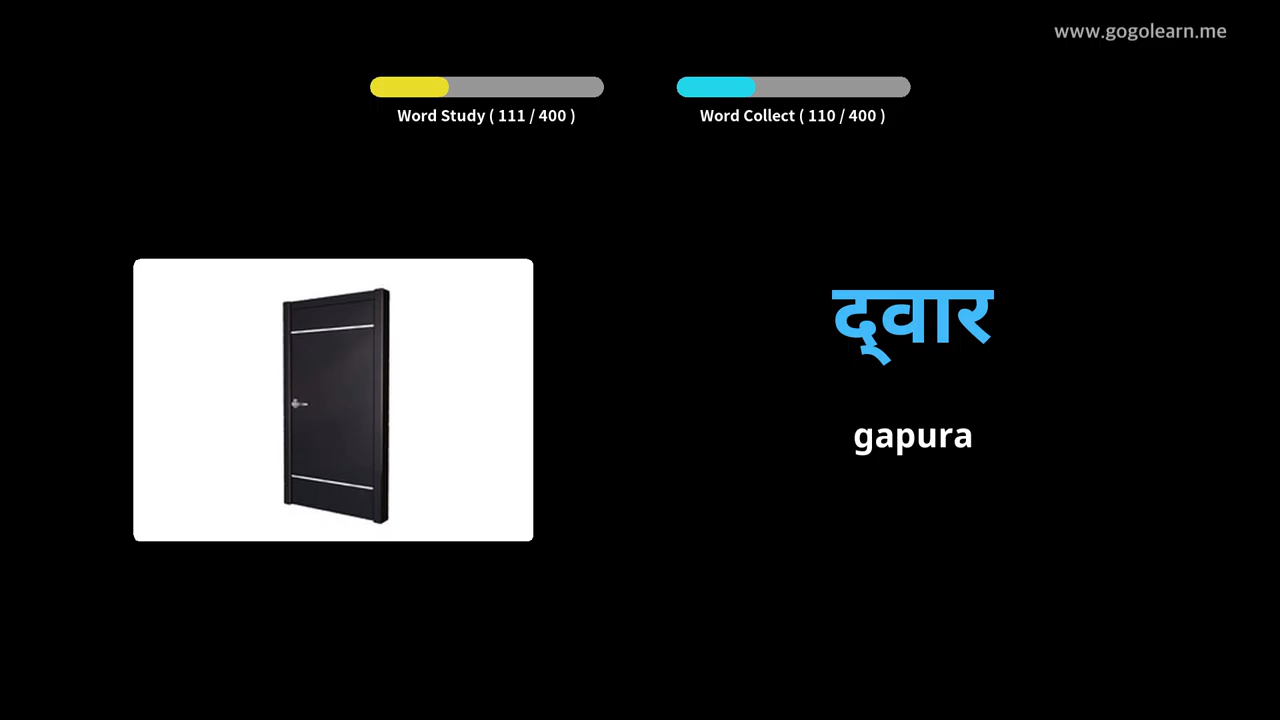 www.gogolearn.me
Word Study ( 111 / 400 )
Word Collect ( 110 / 400 )
द्वार
gapura